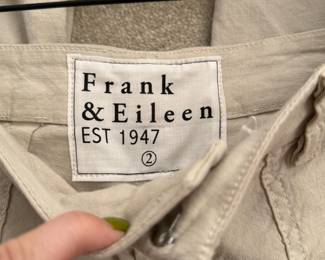 Frank
& Eileen
EST 1947
②